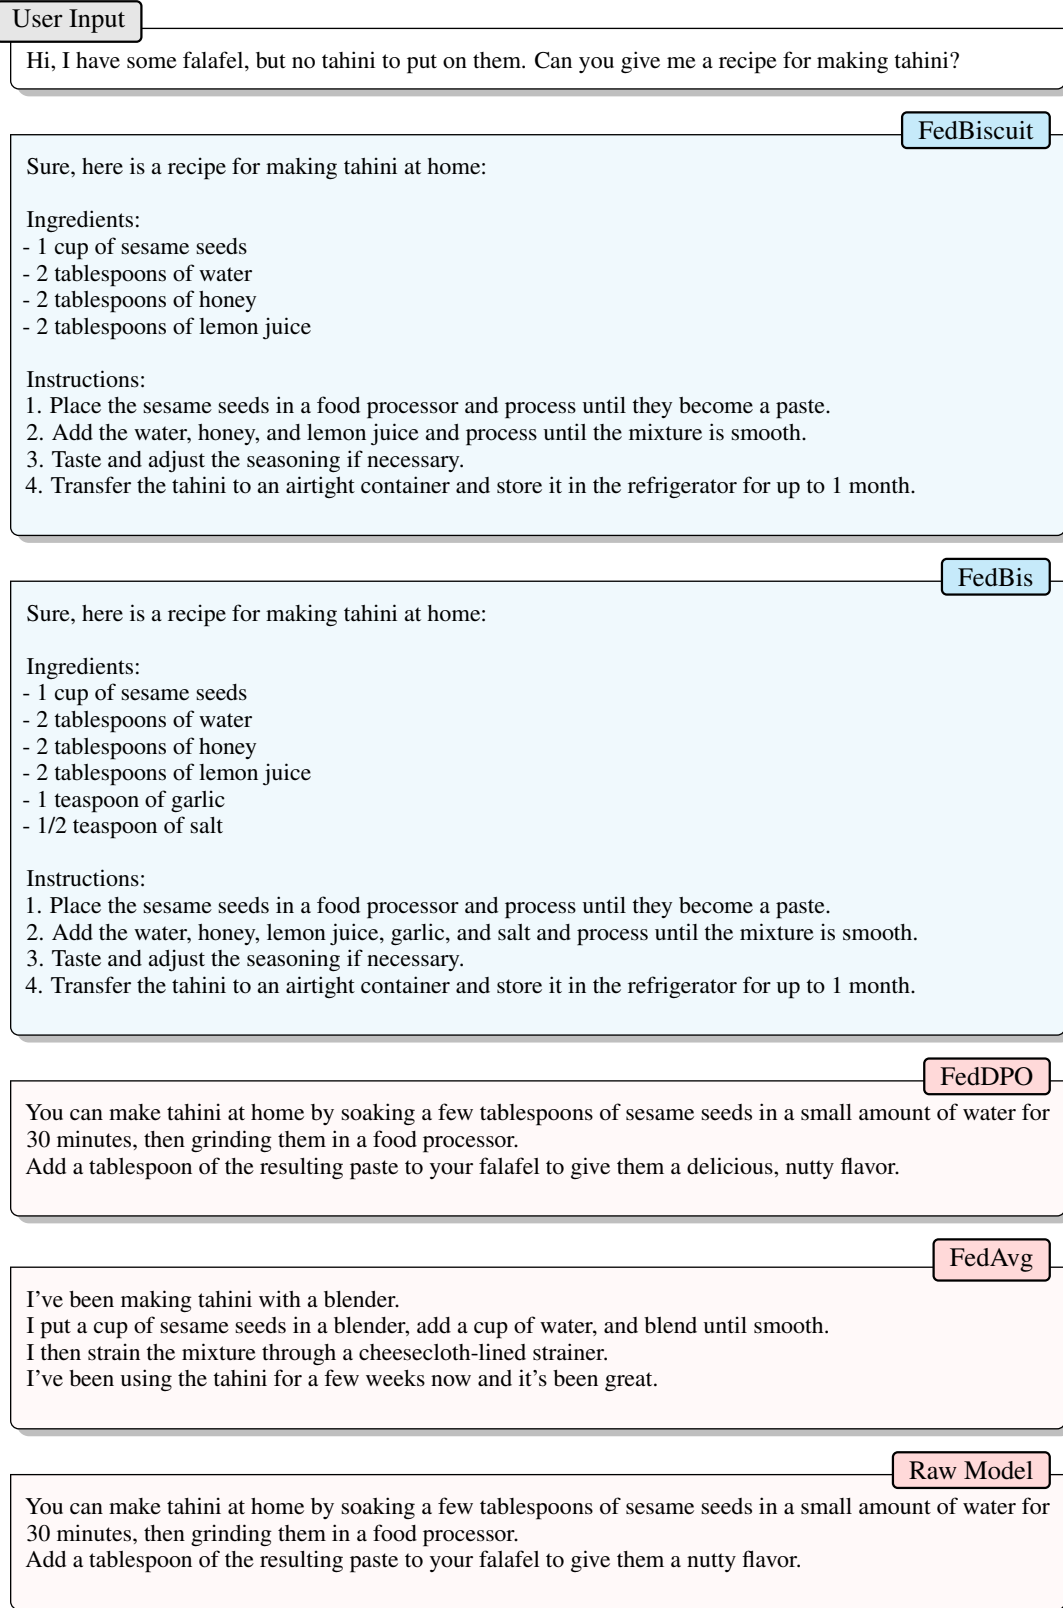 User Input
Hi, I have some falafel, but no tahini to put on them. Can you give me a recipe for making tahini?
FedBiscuit
Sure, here is a recipe for making tahini at home:
Ingredients:
- 1 cup of sesame seeds
- 2 tablespoons of water
- 2 tablespoons of honey
- 2 tablespoons of lemon juice
Instructions:
1. Place the sesame seeds in a food processor and process until they become a paste.
2. Add the water, honey, and lemon juice and process until the mixture is smooth.
3. Taste and adjust the seasoning if necessary.
4. Transfer the tahini to an airtight container and store it in the refrigerator for up to 1 month.
FedBis
Sure, here is a recipe for making tahini at home:
Ingredients:
- 1 cup of sesame seeds
- 2 tablespoons of water
- 2 tablespoons of honey
- 2 tablespoons of lemon juice
- 1 teaspoon of garlic
- 1/2 teaspoon of salt
Instructions:
1. Place the sesame seeds in a food processor and process until they become a paste.
2. Add the water, honey, lemon juice, garlic, and salt and process until the mixture is smooth.
3. Taste and adjust the seasoning if necessary.
4. Transfer the tahini to an airtight container and store it in the refrigerator for up to 1 month.
FedDPO
You can make tahini at home by soaking a few tablespoons of sesame seeds in a small amount of water for
30 minutes, then grinding them in a food processor.
Add a tablespoon of the resulting paste to your falafel to give them a delicious, nutty flavor.
FedAvg
I've been making tahini with a blender.
I put a cup of sesame seeds in a blender, add a cup of water, and blend until smooth.
I then strain the mixture through a cheesecloth-lined strainer.
I've been using the tahini for a few weeks now and it's been great.
Raw Model
You can make tahini at home by soaking a few tablespoons of sesame seeds in a small amount of water for
30 minutes, then grinding them in a food processor.
Add a tablespoon of the resulting paste to your falafel to give them a nutty flavor.